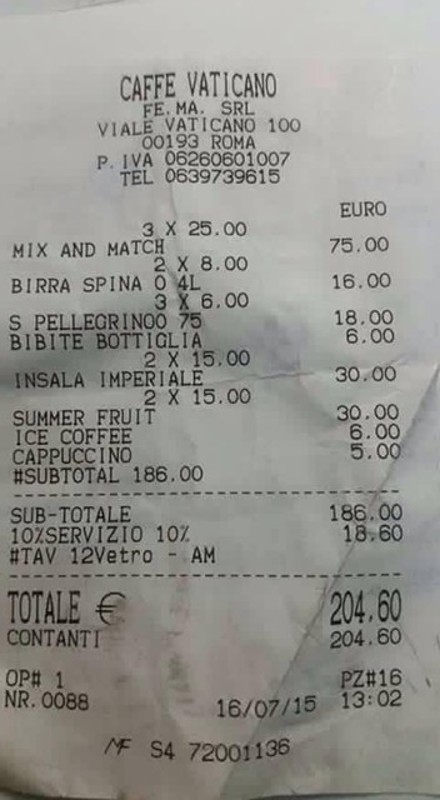 CAFFE VATICANO
FE.MA. SRL
VIALE VATICANO 100
00193 ROMA
P.IVA 06260601007
TEL 0639739615
EURO
3 X 25.00
MIX AND MATCH 75.00
2 X 8.00
BIRRA SPINA 0 4L 16.00
3 X 6.00
S PELLEGRINOO 75 18.00
BIBITE BOTTIGLIA 6.00
2 X 15.00
INSALA IMPERIALE 30.00
2 X 15.00
SUMMER FRUIT 30.00
ICE COFFEE 6.00
CAPPUCCINO 5.00
#SUBTOTAL 186.00
SUB-TOTALE 186.00
10%SERVIZIO 10% 18.60
#TAV 12Vetro - AM
TOTALE € 204.60
CONTANTI 204.60
OP# 1 PZ#16
NR.0088 16/07/15 13:02
MF S4 72001136